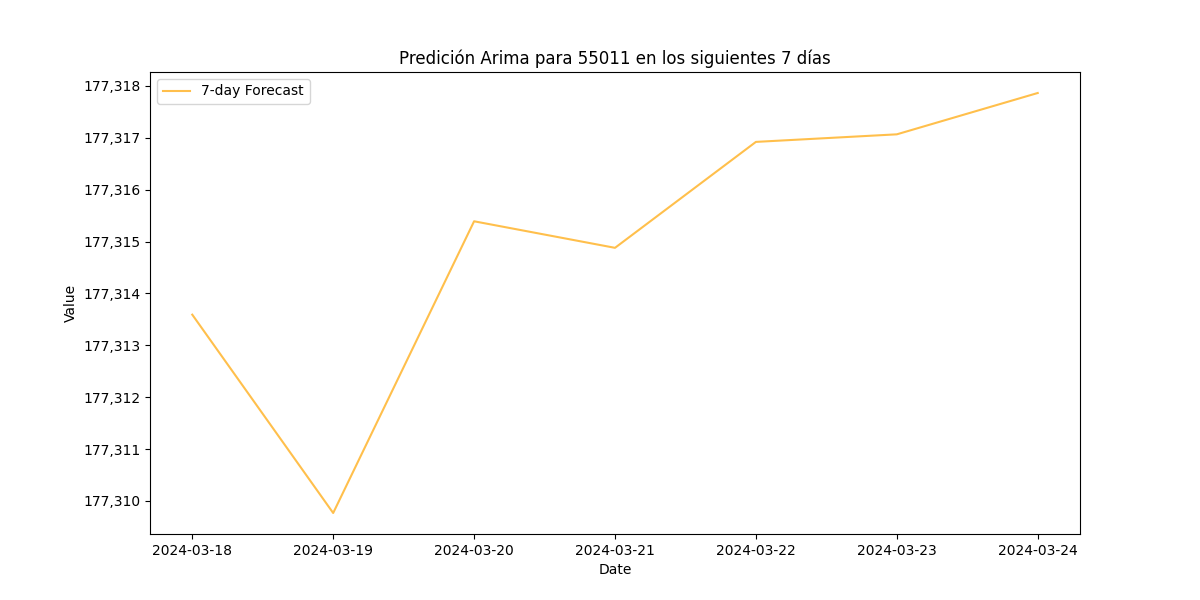 Predición Arima para 55011 en los siguientes 7 días
7-day Forecast
Value
177,318
177,317
177,316
177,315
177,314
177,313
177,312
177,311
177,310
2024-03-18 2024-03-19 2024-03-20 2024-03-21 2024-03-22 2024-03-23 2024-03-24
Date